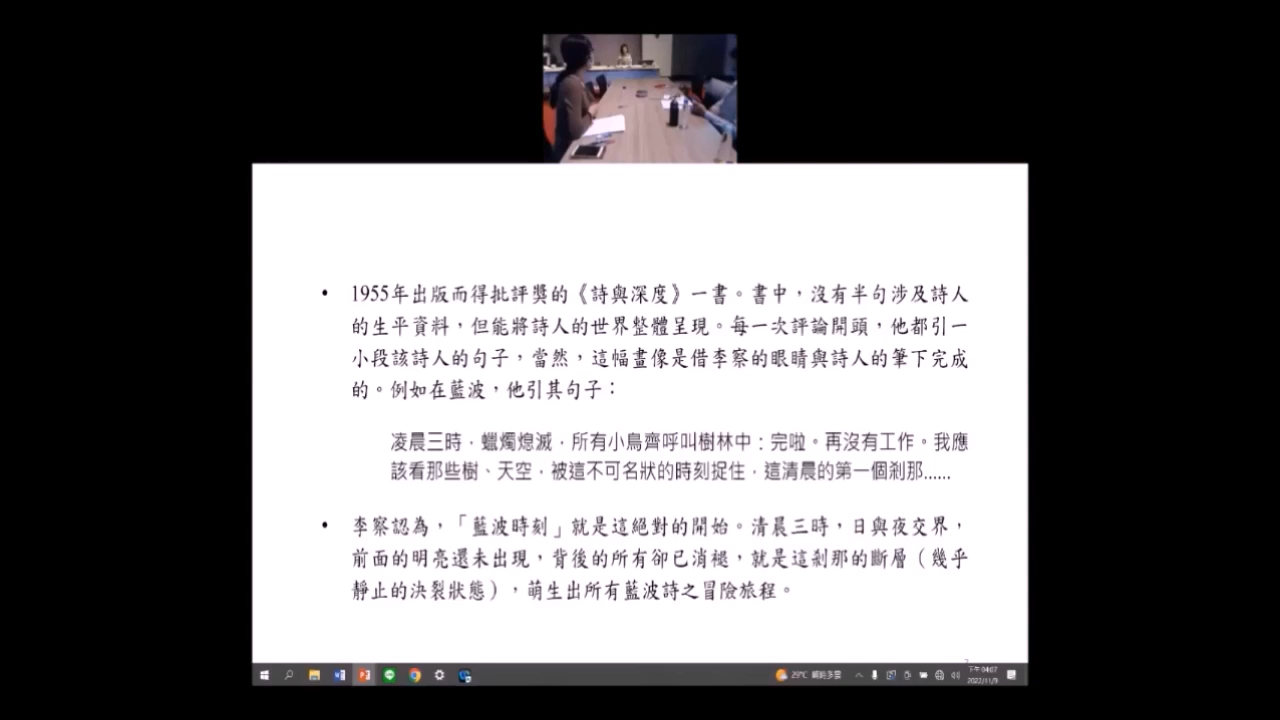 • 1955年出版而得批評獎的《詩與深度》一書。書中，沒有半句涉及詩人
的生平資料，但能將詩人的世界整體呈現。每一次評論開頭，他都引一
小段該詩人的句子，當然，這幅畫像是借李察的眼睛與詩人的筆下完成
的。例如在藍波，他引其句子：
凌晨三時，蠟燭熄滅，所有小鳥齊呼叫樹林中：完啦。再沒有工作。我應
該看那些樹、天空，被這不可名狀的時刻捉住，這清晨的第一個剎那......
• 李察認為，「藍波時刻」就是這絕對的開始。清晨三時，日與夜交界，
前面的明亮還未出現，背後的所有卻已消褪，就是這剎那的斷層（幾乎
靜止的決裂狀態），萌生出所有藍波詩之冒險旅程。
29°C
下午 04:07
2022/11/9